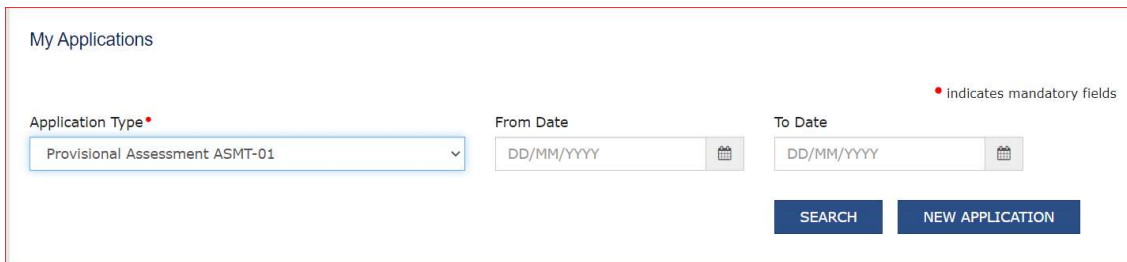 My Applications
• indicates mandatory fields
Application Type•
From Date
To Date
Provisional Assessment ASMT-01
DD/MM/YYYY
DD/MM/YYYY
SEARCH
NEW APPLICATION